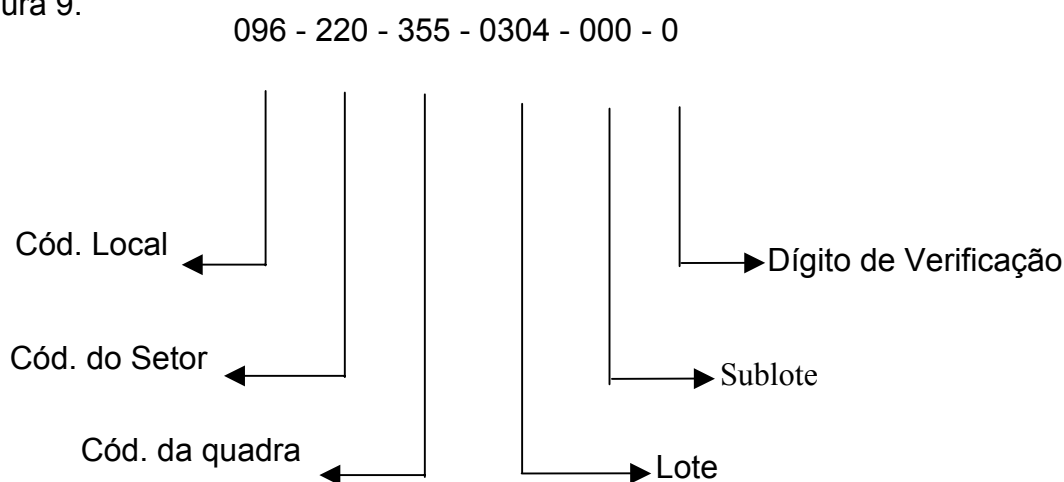 ura 9.
096 - 220 - 355 - 0304 - 000 - 0
Cód. Local
Dígito de Verificação
Cód. do Setor
Sublote
Cód. da quadra
Lote